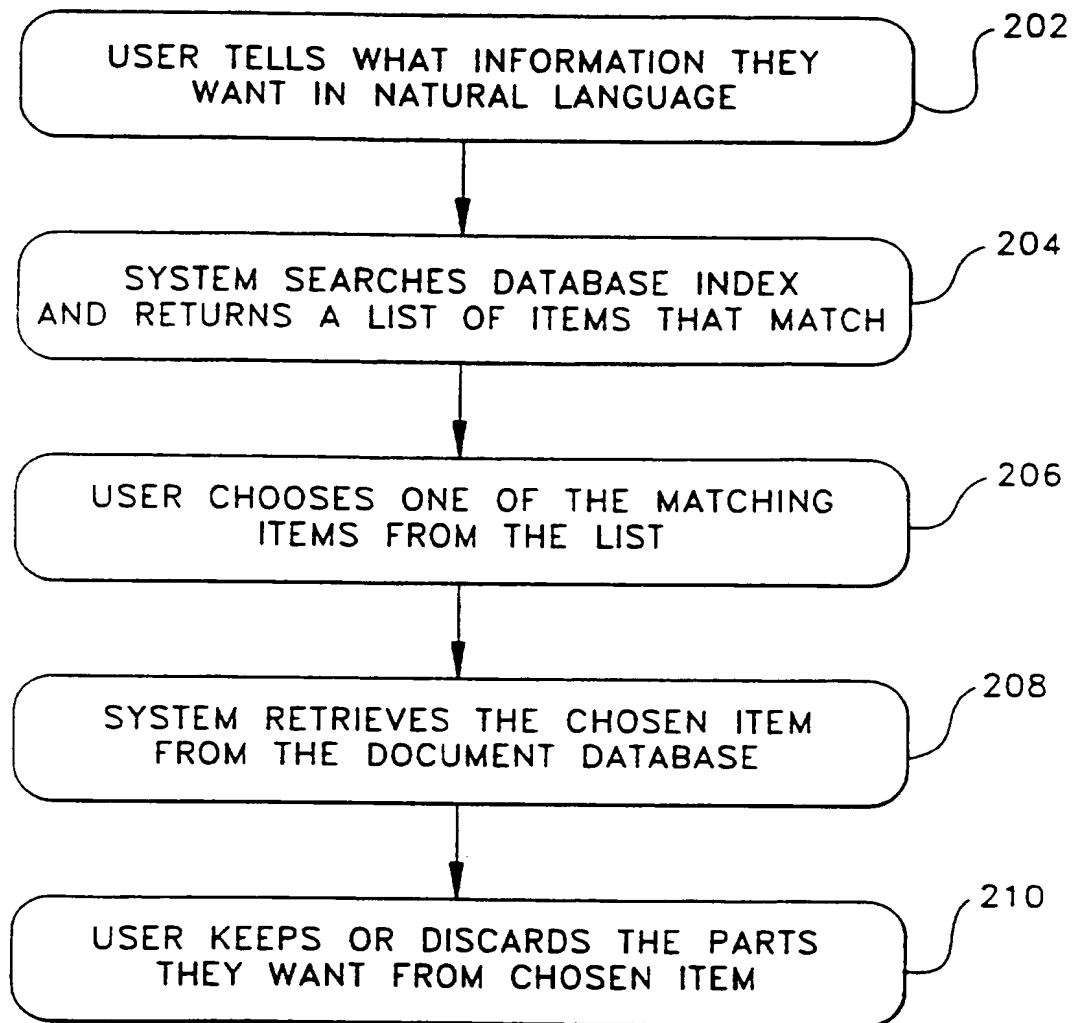 USER TELLS WHAT INFORMATION THEY
WANT IN NATURAL LANGUAGE
202
SYSTEM SEARCHES DATABASE INDEX
AND RETURNS A LIST OF ITEMS THAT MATCH
204
USER CHOOSES ONE OF THE MATCHING
ITEMS FROM THE LIST
206
SYSTEM RETRIEVES THE CHOSEN ITEM
FROM THE DOCUMENT DATABASE
208
USER KEEPS OR DISCARDS THE PARTS
THEY WANT FROM CHOSEN ITEM
210